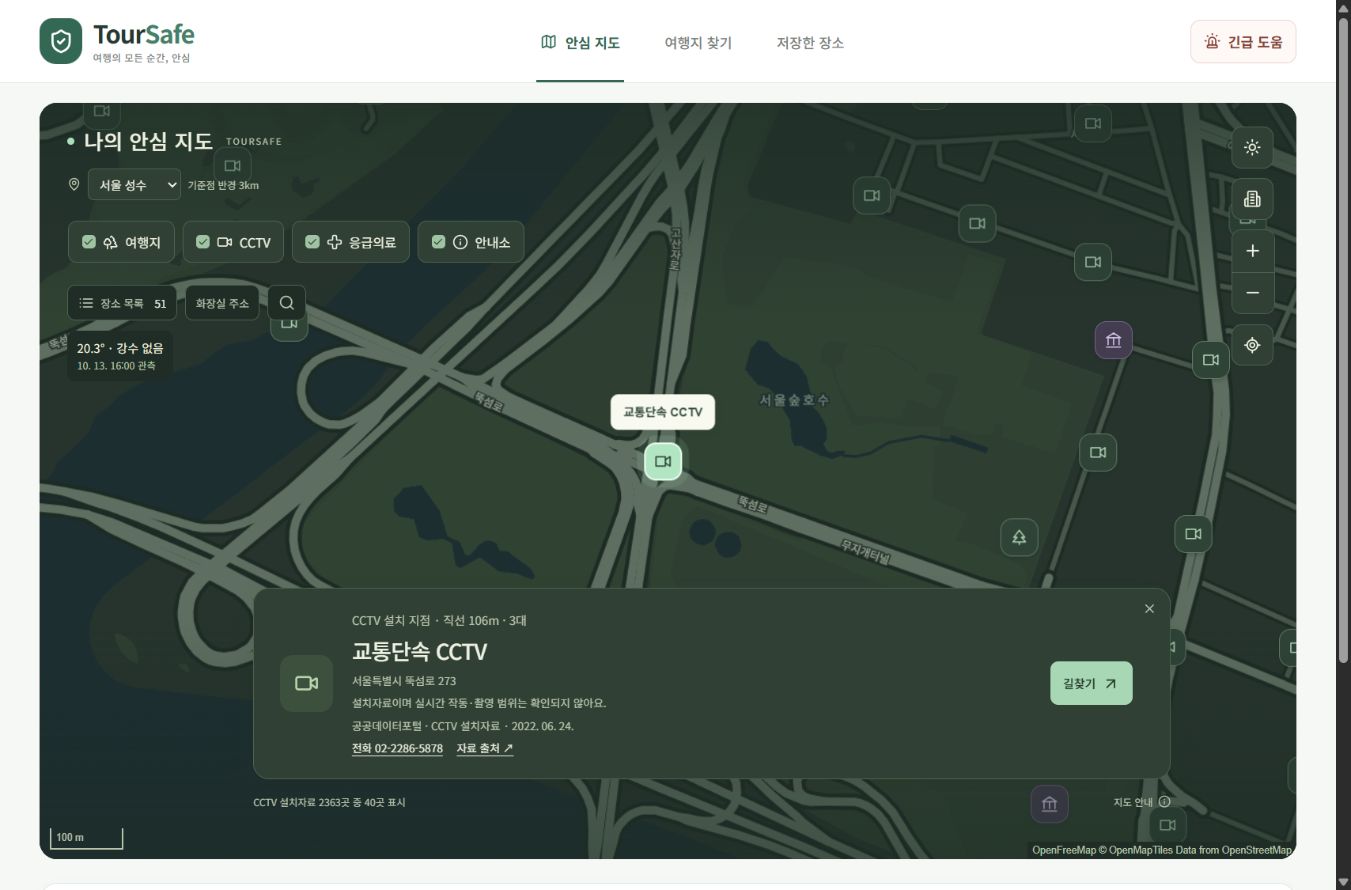 TourSafe
여행의 모든 순간, 안심
안심 지도
여행지 찾기
저장한 장소
긴급 도움
나의 안심 지도 TOURSAFE
서울 성수 기준점 반경 3km
여행지
CCTV
응급의료
안내소
장소 목록 51
화장실 주소
20.3° · 강수 없음
10. 13. 16:00 관측
고산자로
뚝섬
뚝섬로
서울숲호수
교통단속 CCTV
뚝섬로
무지개터널
CCTV 설치 지점 · 직선 106m · 3대
교통단속 CCTV
서울특별시 뚝섬로 273
설치자료이며 실시간 작동·촬영 범위는 확인되지 않아요.
공공데이터포털 · CCTV 설치자료 · 2022. 06. 24.
전화 02-2286-5878 자료 출처 ↗
길찾기 ↗
CCTV 설치자료 2363곳 중 40곳 표시
지도 안내
100 m
OpenFreeMap © OpenMapTiles Data from OpenStreetMap